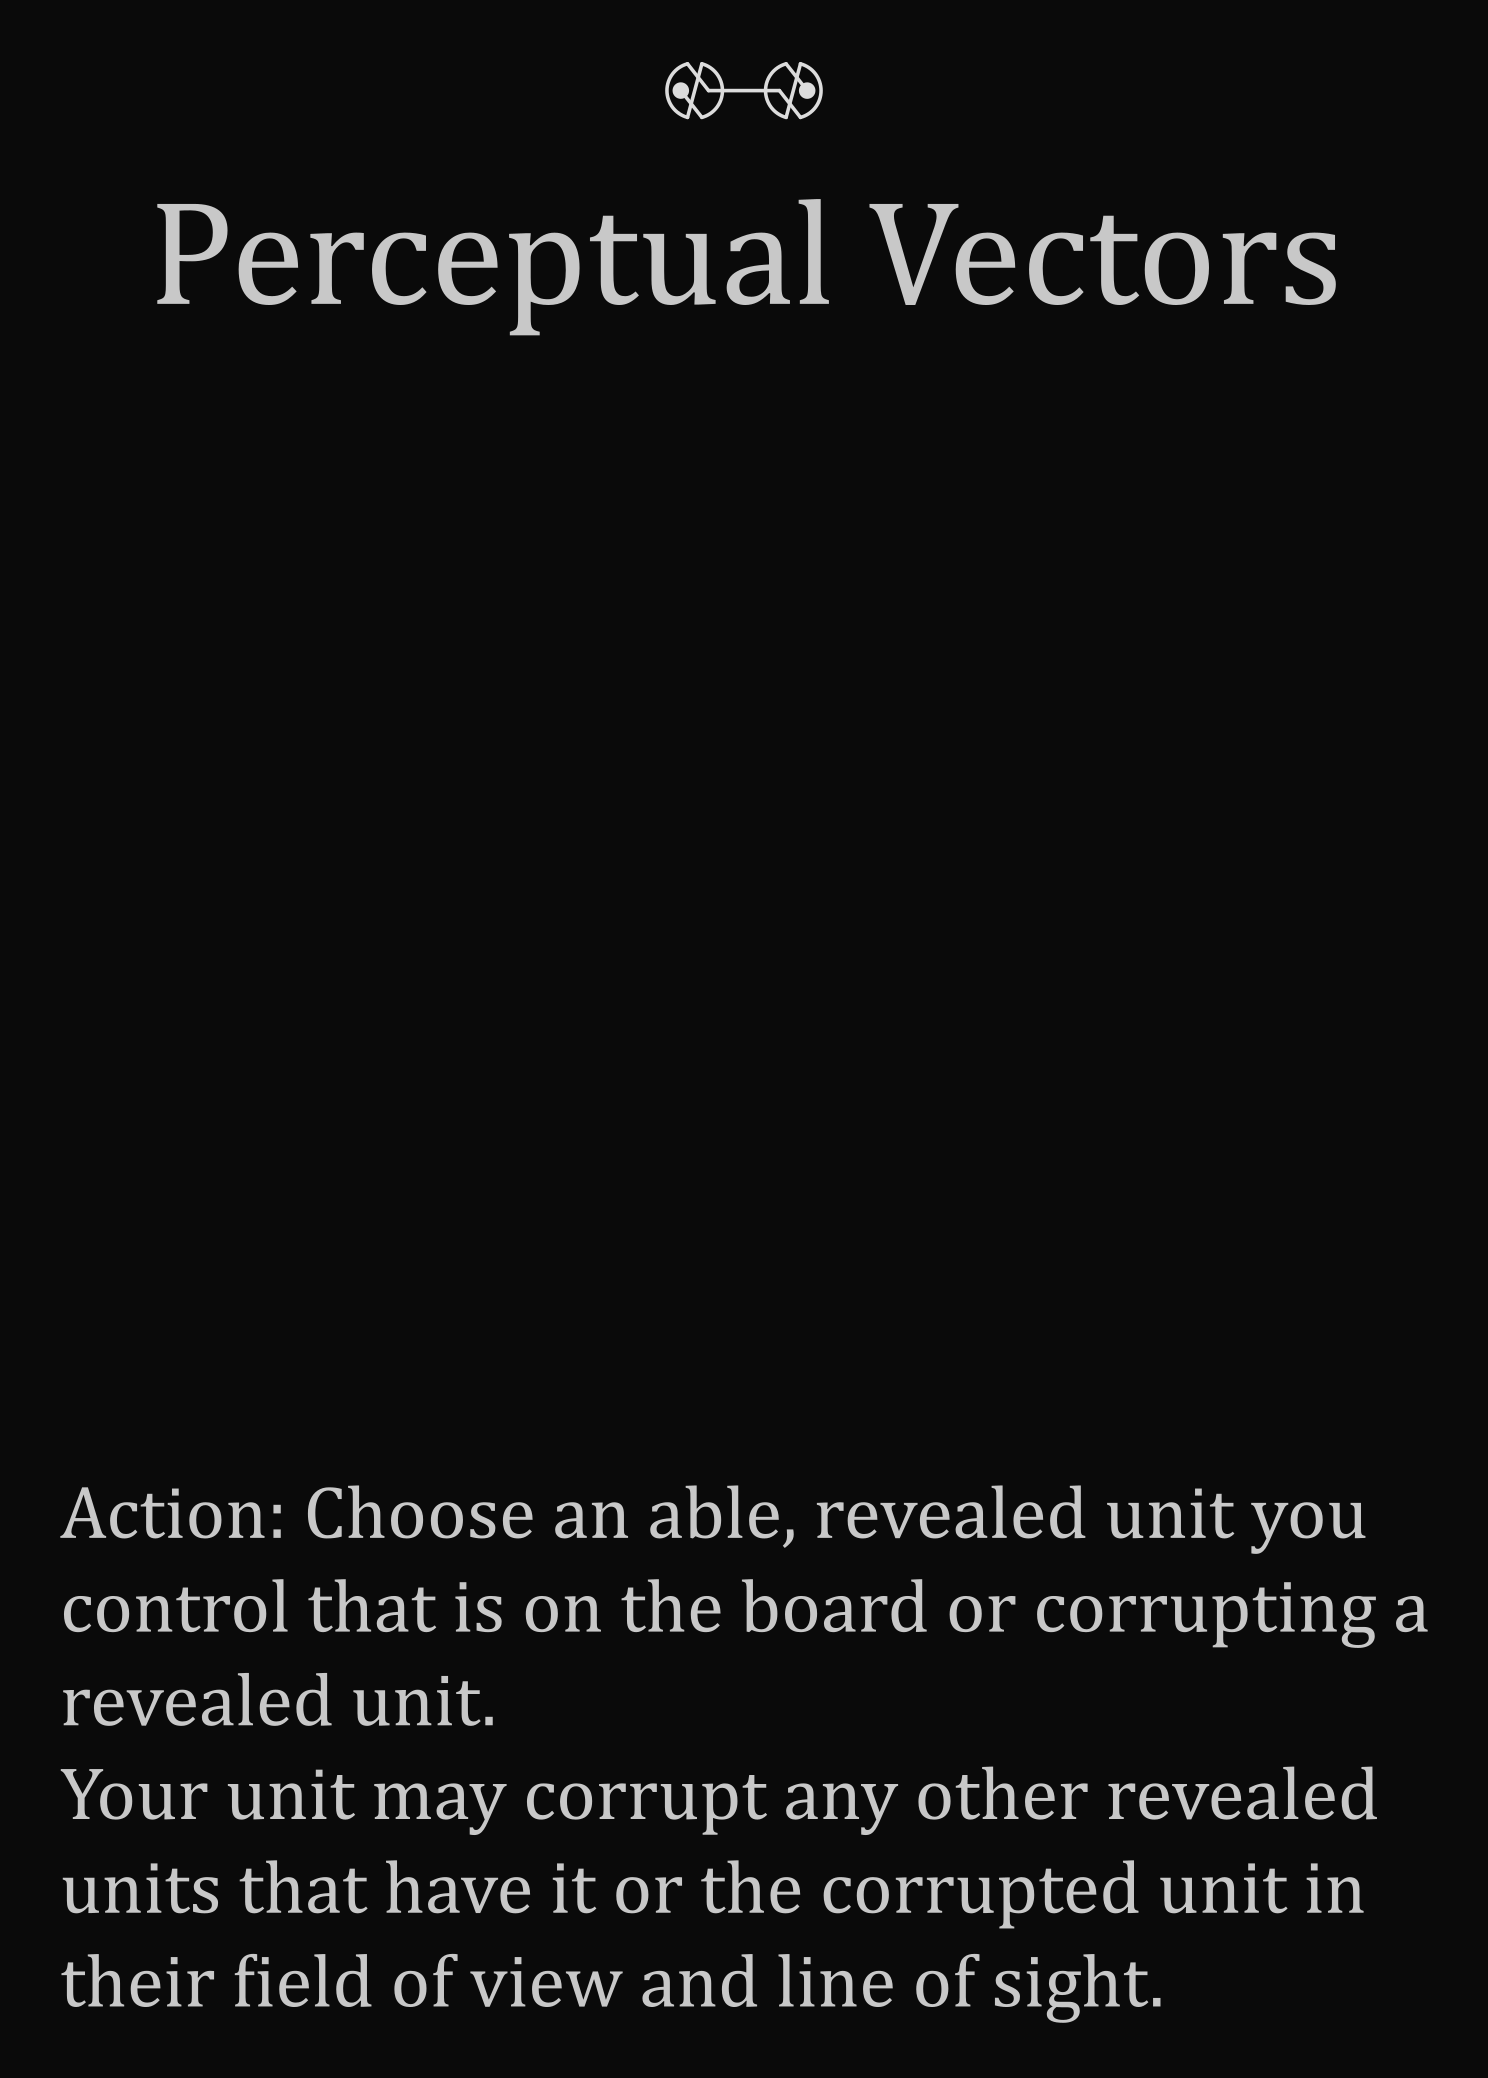 Perceptual Vectors
Action: Choose an able, revealed unit you
control that is on the board or corrupting a
revealed unit.
Your unit may corrupt any other revealed
units that have it or the corrupted unit in
their field of view and line of sight.